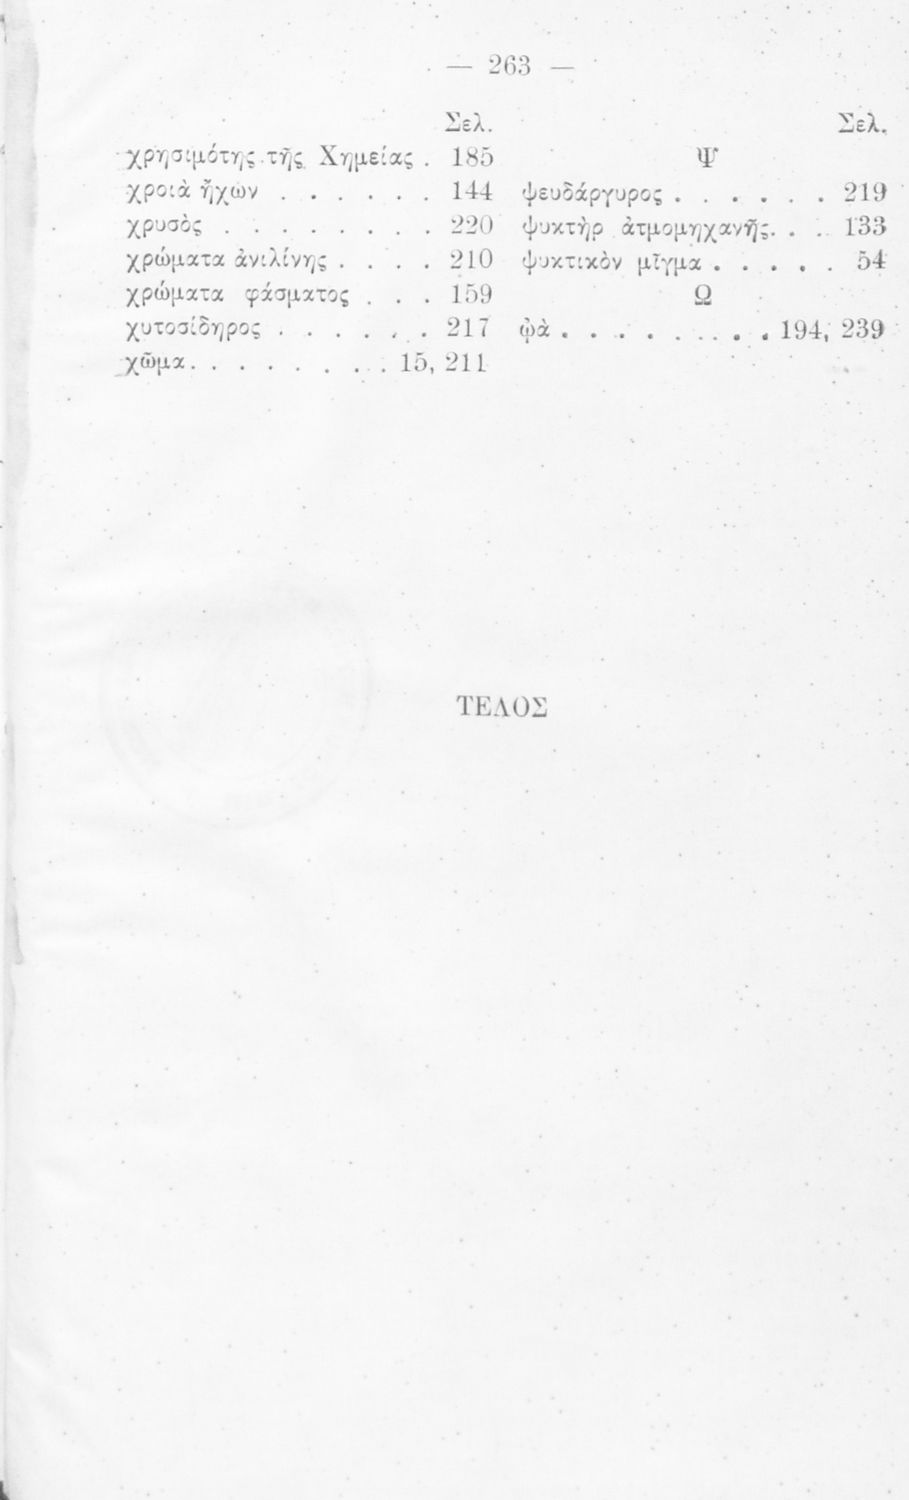 — 263 —
Σελ.
χρησιμότης τῆς Χημείας . 185
χροιὰ ἤχων . . . . . . 144
χρυσὸς . . . . . . . . 220
χρώματα ἀνιλίνης . . . . 210
χρώματα φάσματος . . . 159
χυτοσίδηρος . . . . . . 217
χῶμα . . . . . . . . 15, 211
Σελ.
Ψ
ψευδάργυρος . . . . . . 219
ψυκτὴρ ἀτμομηχανῆς . . . 133
ψυκτικὸν μῖγμα . . . . . 54
Ω
ᾠὰ . . . . . . . . 194, 239
ΤΕΛΟΣ